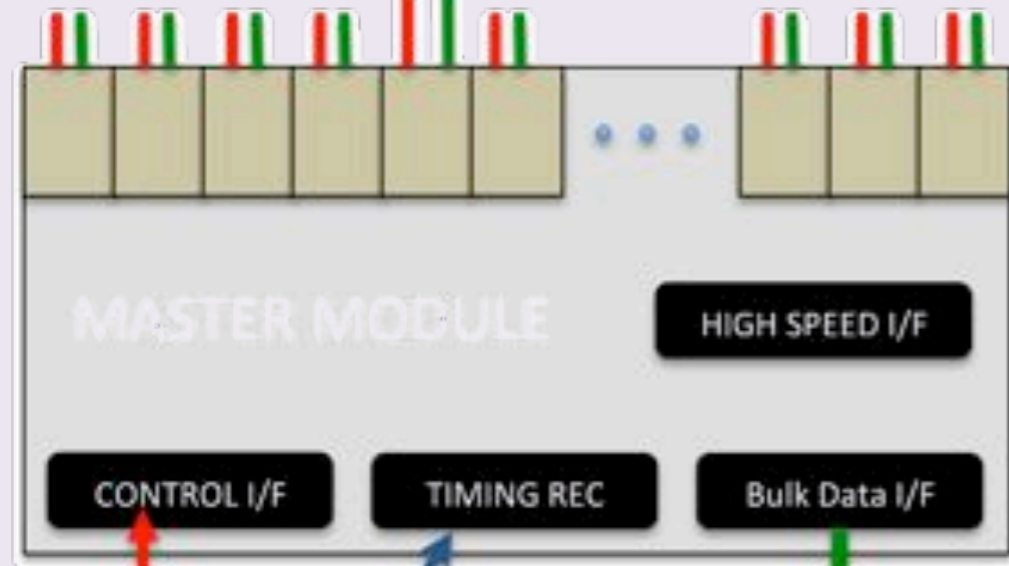 MASTER MODULE
HIGH SPEED I/F
CONTROL I/F
TIMING REC
Bulk Data I/F